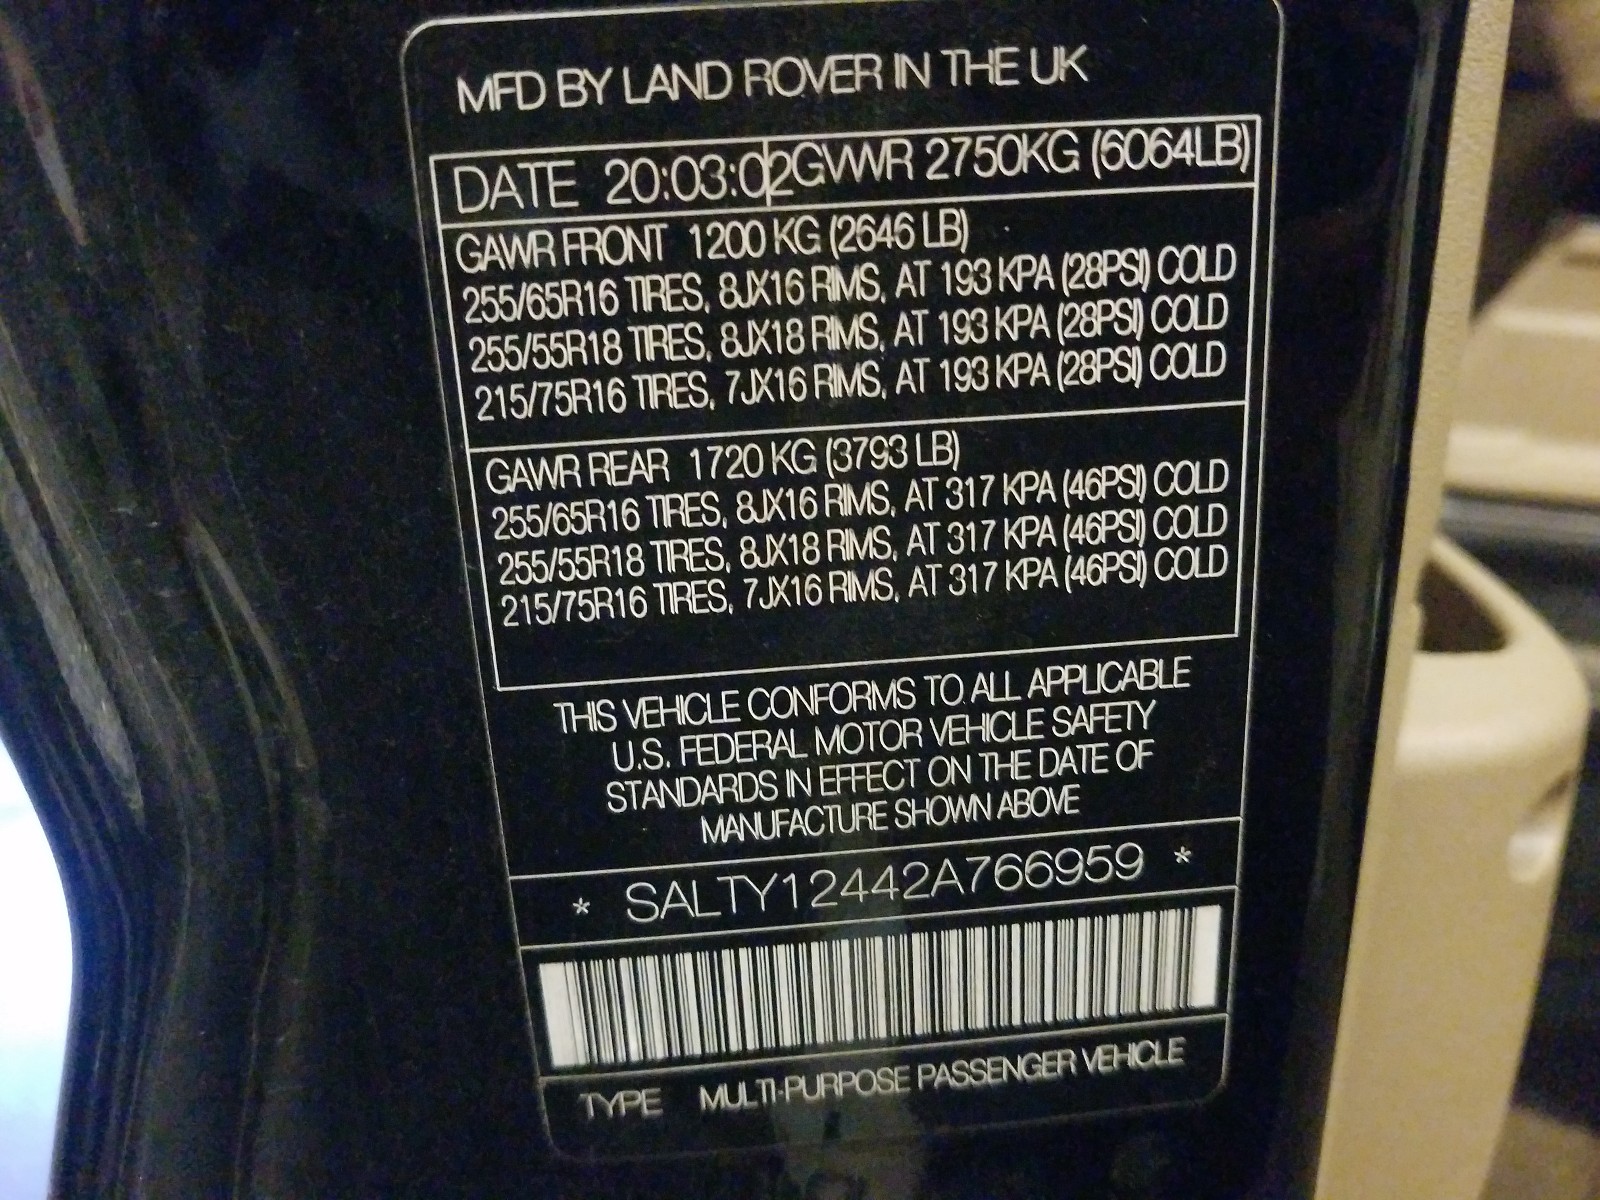 MFD BY LAND ROVER IN THE UK
DATE 20:03:02 GVWR 2750KG (6064LB)
GAWR FRONT 1200 KG (2646 LB)
255/65R16 TIRES, 8JX16 RIMS, AT 193 KPA (28PSI) COLD
255/55R18 TIRES, 8JX18 RIMS, AT 193 KPA (28PSI) COLD
215/75R16 TIRES, 7JX16 RIMS, AT 193 KPA (28PSI) COLD
GAWR REAR 1720 KG (3793 LB)
255/65R16 TIRES, 8JX16 RIMS, AT 317 KPA (46PSI) COLD
255/55R18 TIRES, 8JX18 RIMS, AT 317 KPA (46PSI) COLD
215/75R16 TIRES, 7JX16 RIMS, AT 317 KPA (46PSI) COLD
THIS VEHICLE CONFORMS TO ALL APPLICABLE
U.S. FEDERAL MOTOR VEHICLE SAFETY
STANDARDS IN EFFECT ON THE DATE OF
MANUFACTURE SHOWN ABOVE
* SALTY12442A766959 *
TYPE MULTI-PURPOSE PASSENGER VEHICLE